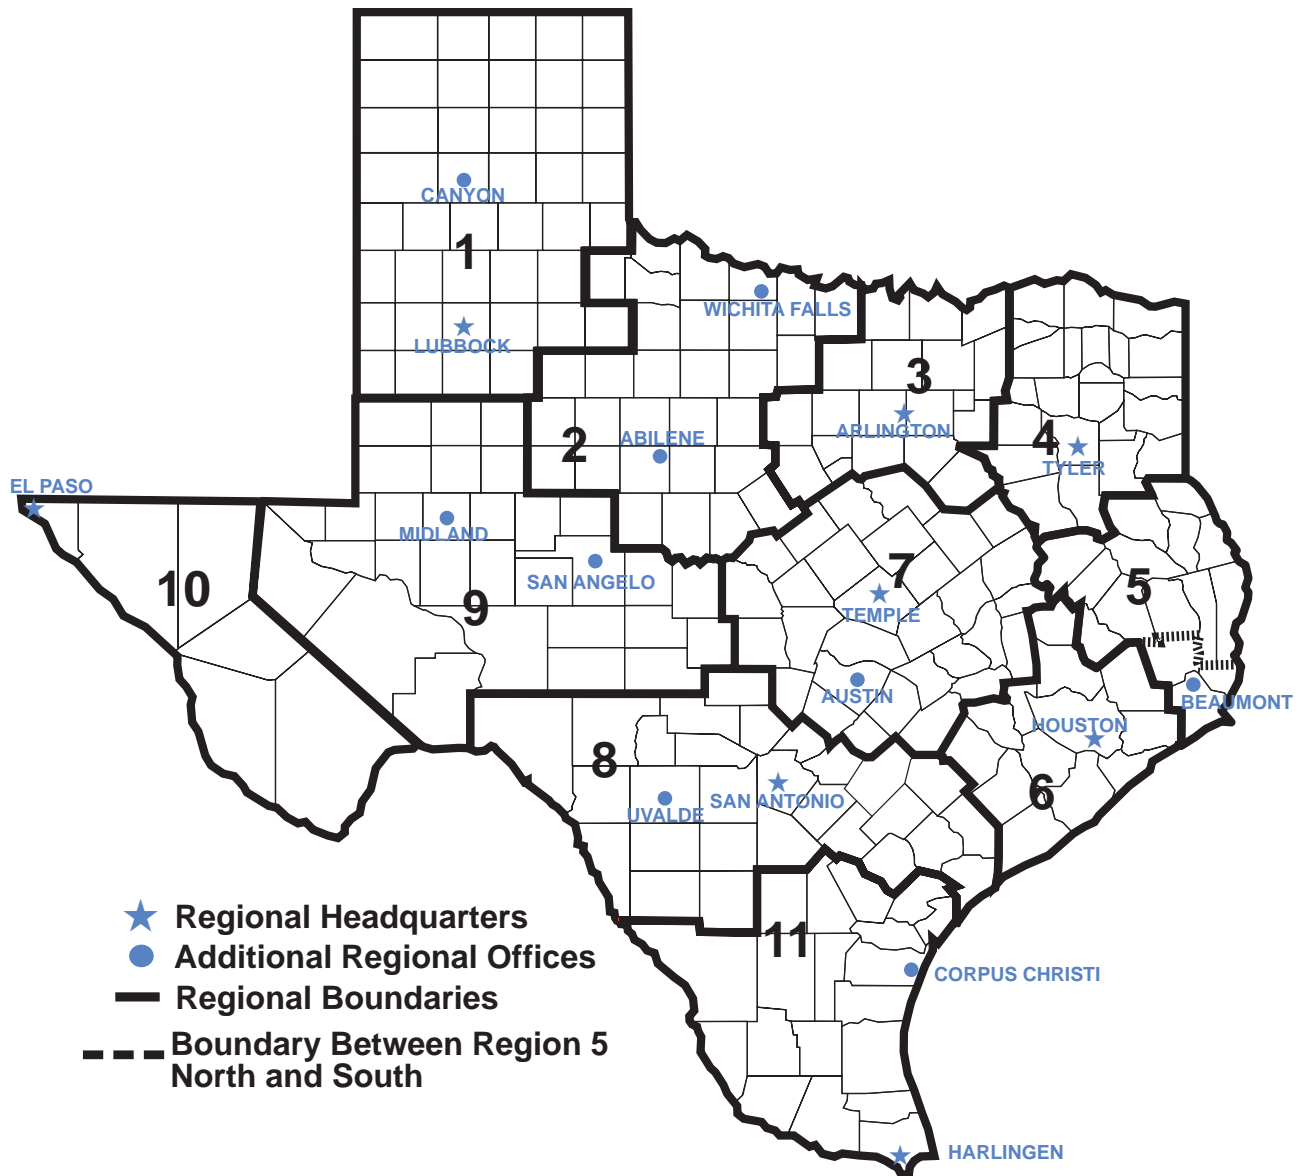 CANYON
1
LUBBOCK
WICHITA FALLS
3
ARLINGTON
2
ABILENE
4
TYLER
EL PASO
MIDLAND
SAN ANGELO
10
9
7
TEMPLE
5
AUSTIN
BEAUMONT
HOUSTON
8
6
UVALDE
SAN ANTONIO
11
CORPUS CHRISTI
HARLINGEN
Regional Headquarters
Additional Regional Offices
Regional Boundaries
Boundary Between Region 5
North and South